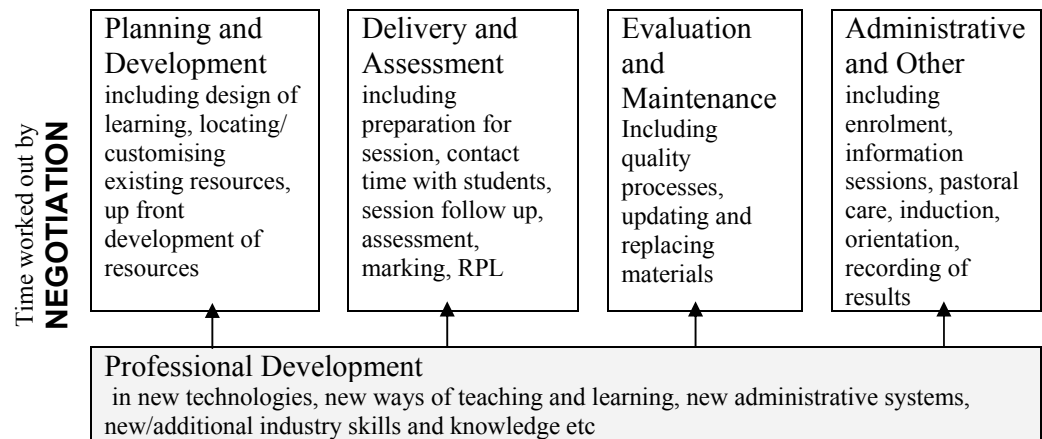 Time worked out by
NEGOTIATION
Planning and
Development
including design of
learning, locating/
customising
existing resources,
up front
development of
resources
Delivery and
Assessment
including
preparation for
session, contact
time with students,
session follow up,
assessment,
marking, RPL
Evaluation
and
Maintenance
Including
quality
processes,
updating and
replacing
materials
Administrative
and Other
including
enrolment,
information
sessions, pastoral
care, induction,
orientation,
recording of
results
Professional Development
in new technologies, new ways of teaching and learning, new administrative systems,
new/additional industry skills and knowledge etc